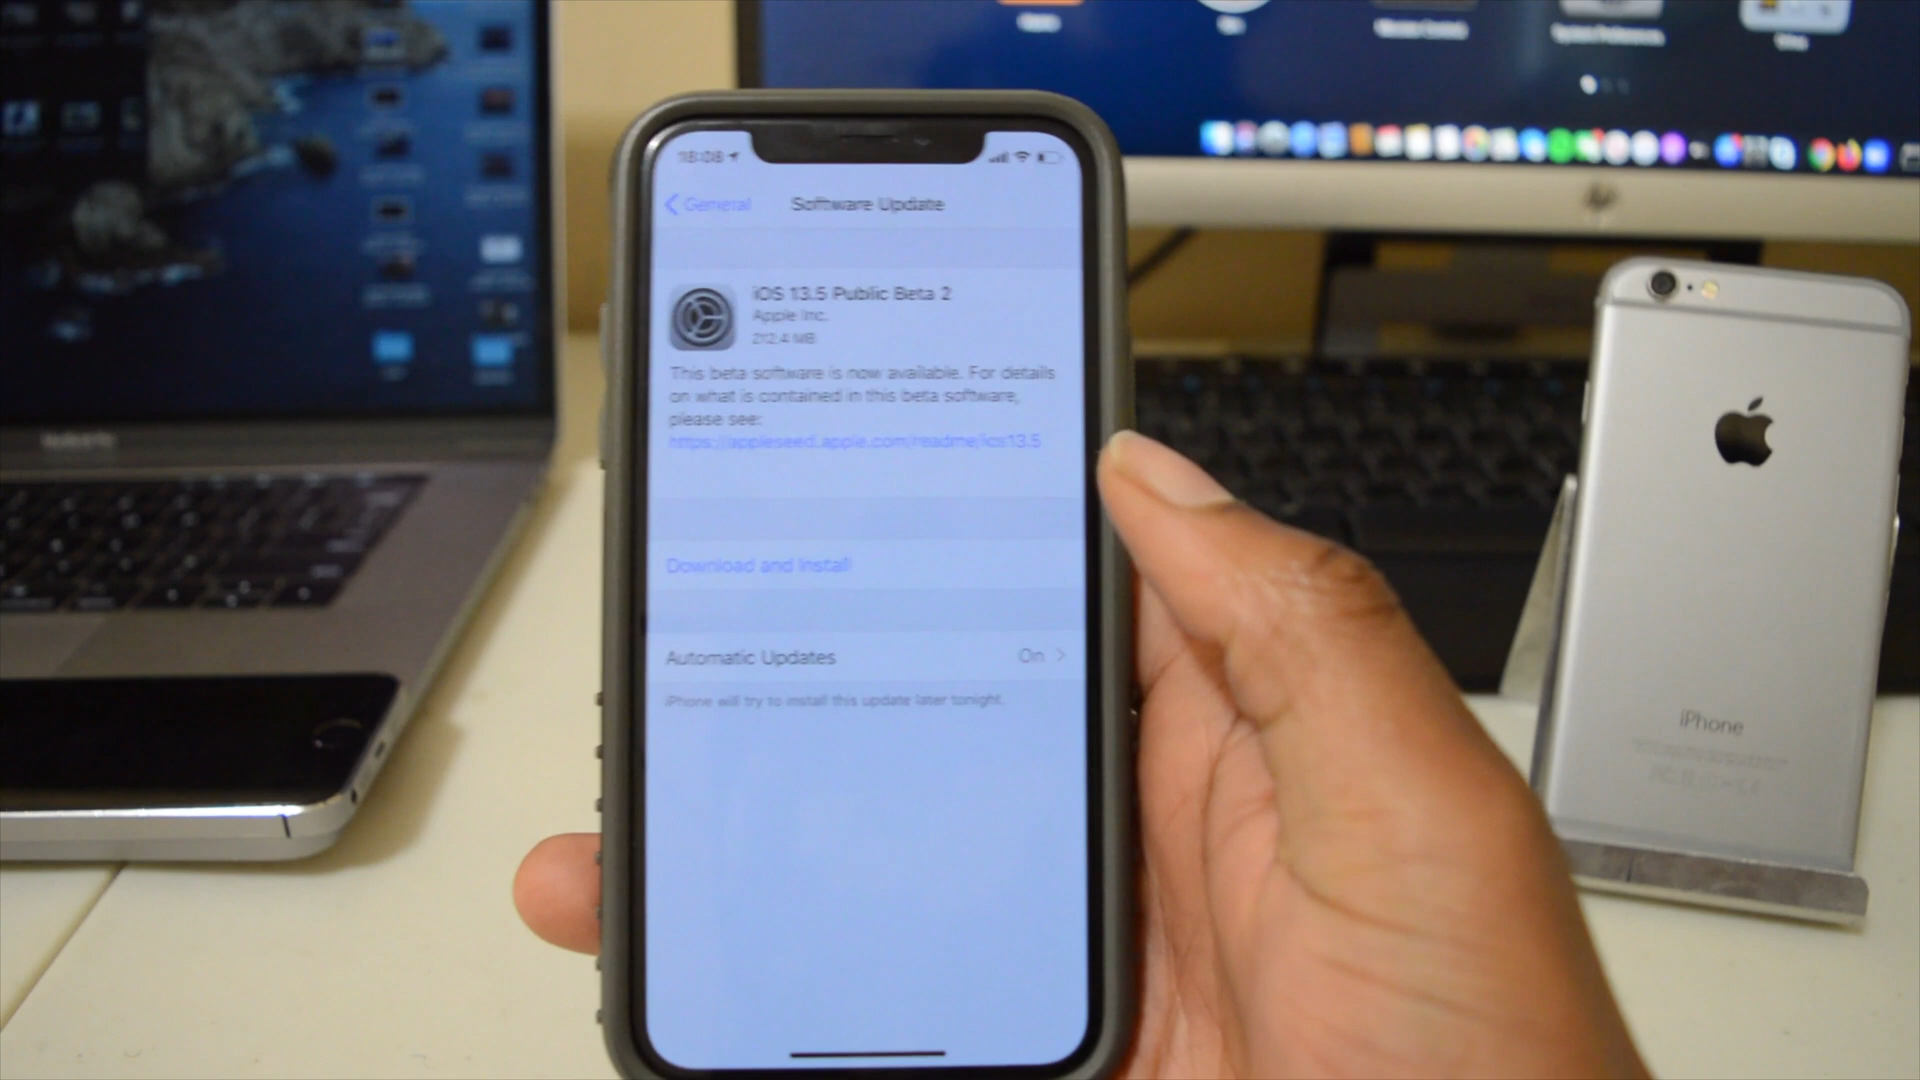 18:08
General
Software Update
iOS 13.5 Public Beta 2
Apple Inc.
212.4 MB
This beta software is now available. For details
on what is contained in this beta software,
please see:
https://appleseed.apple.com/readme/ios13.5
Download and Install
Automatic Updates On
iPhone will try to install this update later tonight.
System Preferences
hp
iPhone